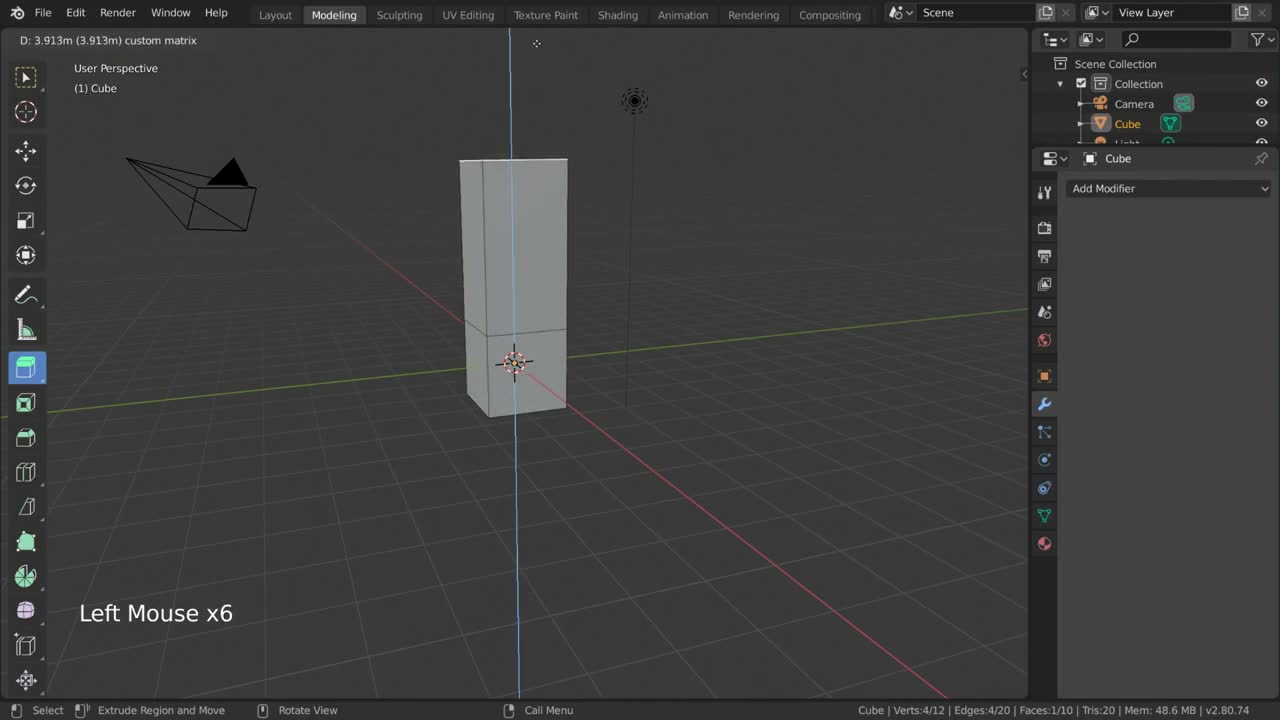 File Edit Render Window Help Layout Modeling Sculpting UV Editing Texture Paint Shading Animation Rendering Compositing Scene View Layer
D: 3.913m (3.913m) custom matrix
User Perspective
(1) Cube
Scene Collection
Collection
Camera
Cube
Light
Cube
Add Modifier
Left Mouse x6
Select Extrude Region and Move Rotate View Call Menu Cube | Verts:4/12 | Edges:4/20 | Faces:1/10 | Tris:20 | Mem: 48.6 MB | v2.80.74